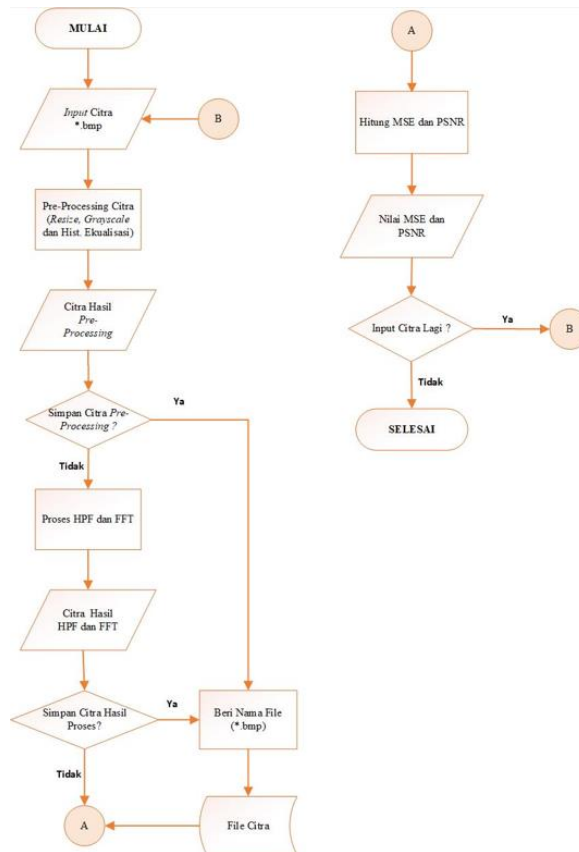 MULAI
Input Citra
*.bmp
B
Pre-Processing Citra
(Resize, Grayscale
dan Hist. Ekualisasi)
Citra Hasil
Pre-
Processing
Simpan Citra Pre-
Processing ?
Ya
Tidak
Proses HPF dan FFT
Citra Hasil
HPF dan FFT
Simpan Citra Hasil
Proses?
Ya
Beri Nama File
(*.bmp)
Tidak
A
File Citra
A
Hitung MSE dan PSNR
Nilai MSE dan
PSNR
Input Citra Lagi ?
Ya
B
Tidak
SELESAI